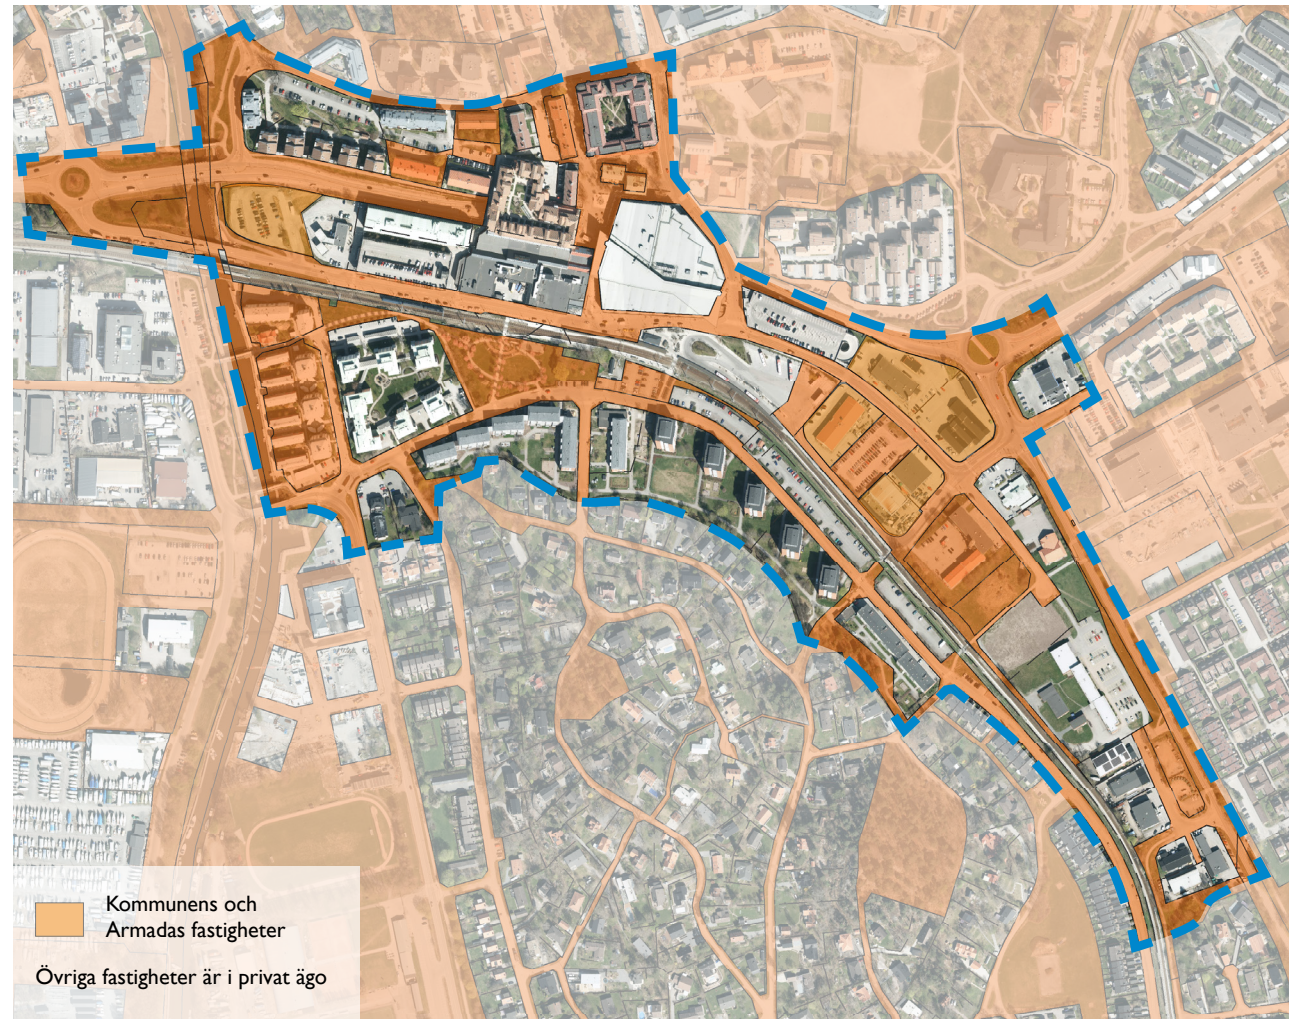 Kommunens och
Armadas fastigheter
Övriga fastigheter är i privat ägo